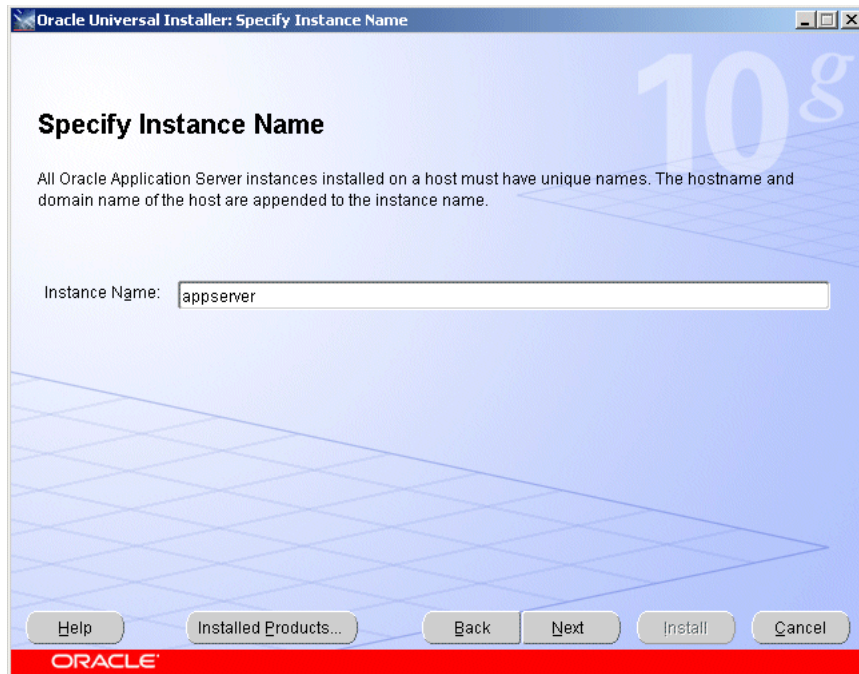 Oracle Universal Installer: Specify Instance Name
10g
Specify Instance Name
All Oracle Application Server instances installed on a host must have unique names. The hostname and
domain name of the host are appended to the instance name.
Instance Name: appserver
Help Installed Products... Back Next Install Cancel
ORACLE